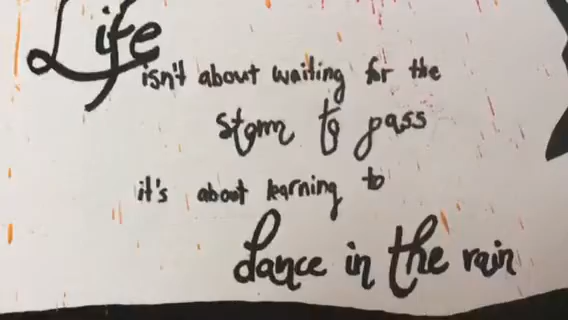 Life
isn't about waiting for the
storm to pass
it's about learning to
dance in the rain